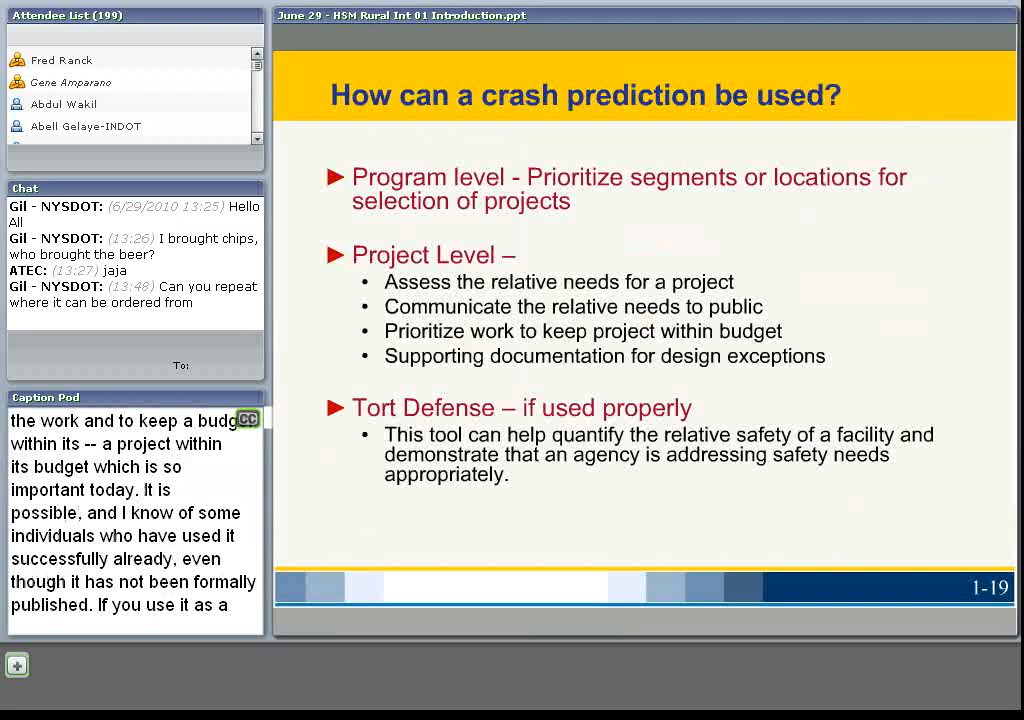 Attendee List (199)
Fred Ranck
Gene Amparano
Abdul Wakil
Abell Gelaye-INDOT
Chat
Gil - NYSDOT: (6/29/2010 13:25) Hello
All
Gil - NYSDOT: (13:26) I brought chips,
who brought the beer?
ATEC: (13:27) jaja
Gil - NYSDOT: (13:48) Can you repeat
where it can be ordered from
To:
Caption Pod
the work and to keep a budg
CC
within its -- a project within
its budget which is so
important today. It is
possible, and I know of some
individuals who have used it
successfully already, even
though it has not been formally
published. If you use it as a
June 29 - HSM Rural Int 01 Introduction.ppt
How can a crash prediction be used?
► Program level - Prioritize segments or locations for
selection of projects
► Project Level –
• Assess the relative needs for a project
• Communicate the relative needs to public
• Prioritize work to keep project within budget
• Supporting documentation for design exceptions
► Tort Defense – if used properly
• This tool can help quantify the relative safety of a facility and
demonstrate that an agency is addressing safety needs
appropriately.
1-19